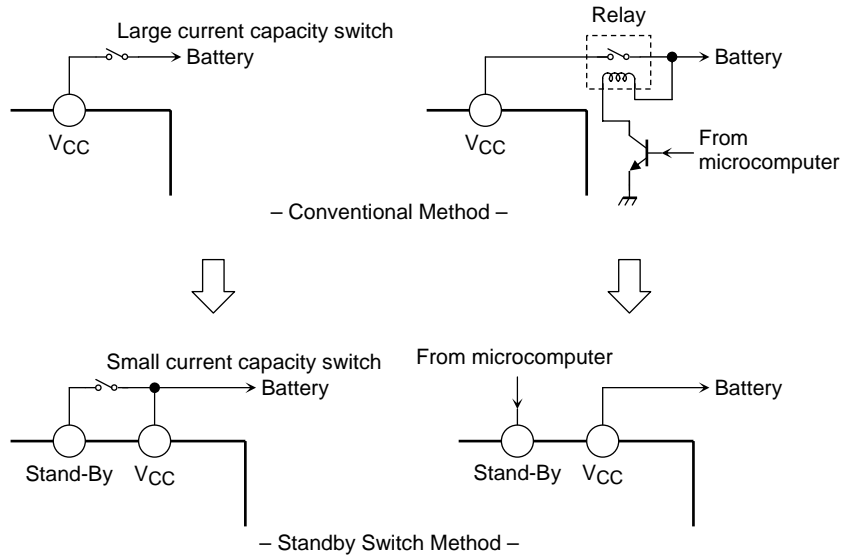 Large current capacity switch
Battery
VCC
Relay
Battery
VCC
From
microcomputer
– Conventional Method –
Small current capacity switch
Battery
Stand-By
VCC
From microcomputer
Battery
Stand-By
VCC
– Standby Switch Method –